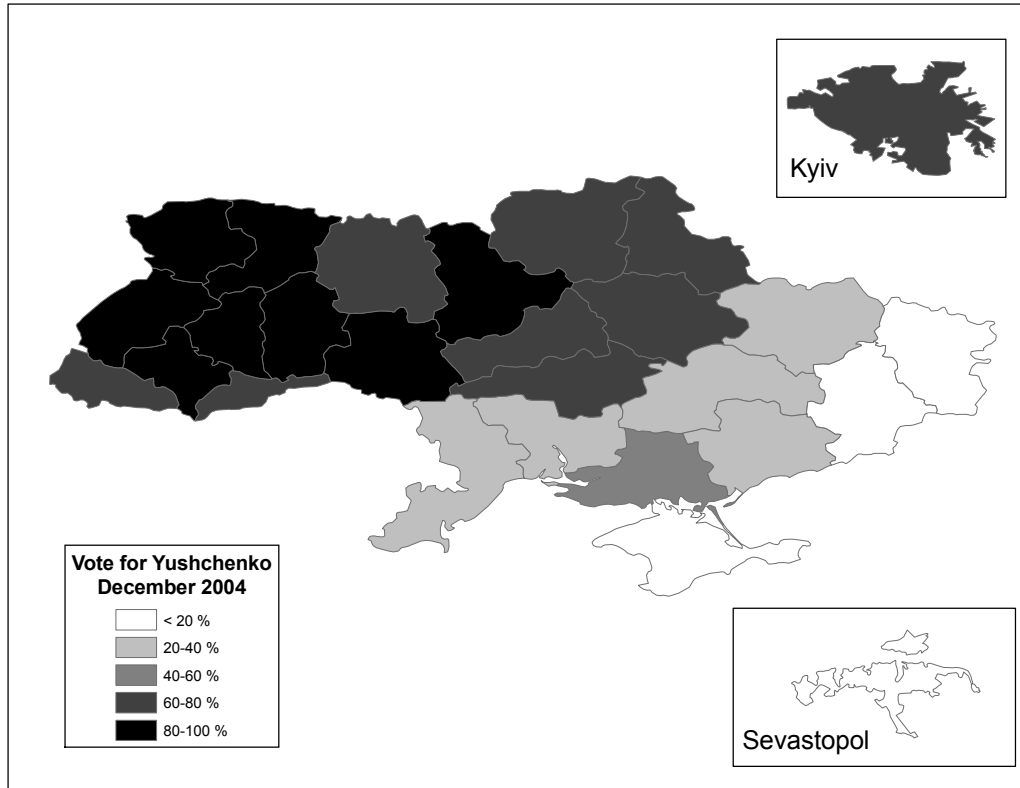 Kyiv
Vote for Yushchenko
December 2004
< 20 %
20-40 %
40-60 %
60-80 %
80-100 %
Sevastopol